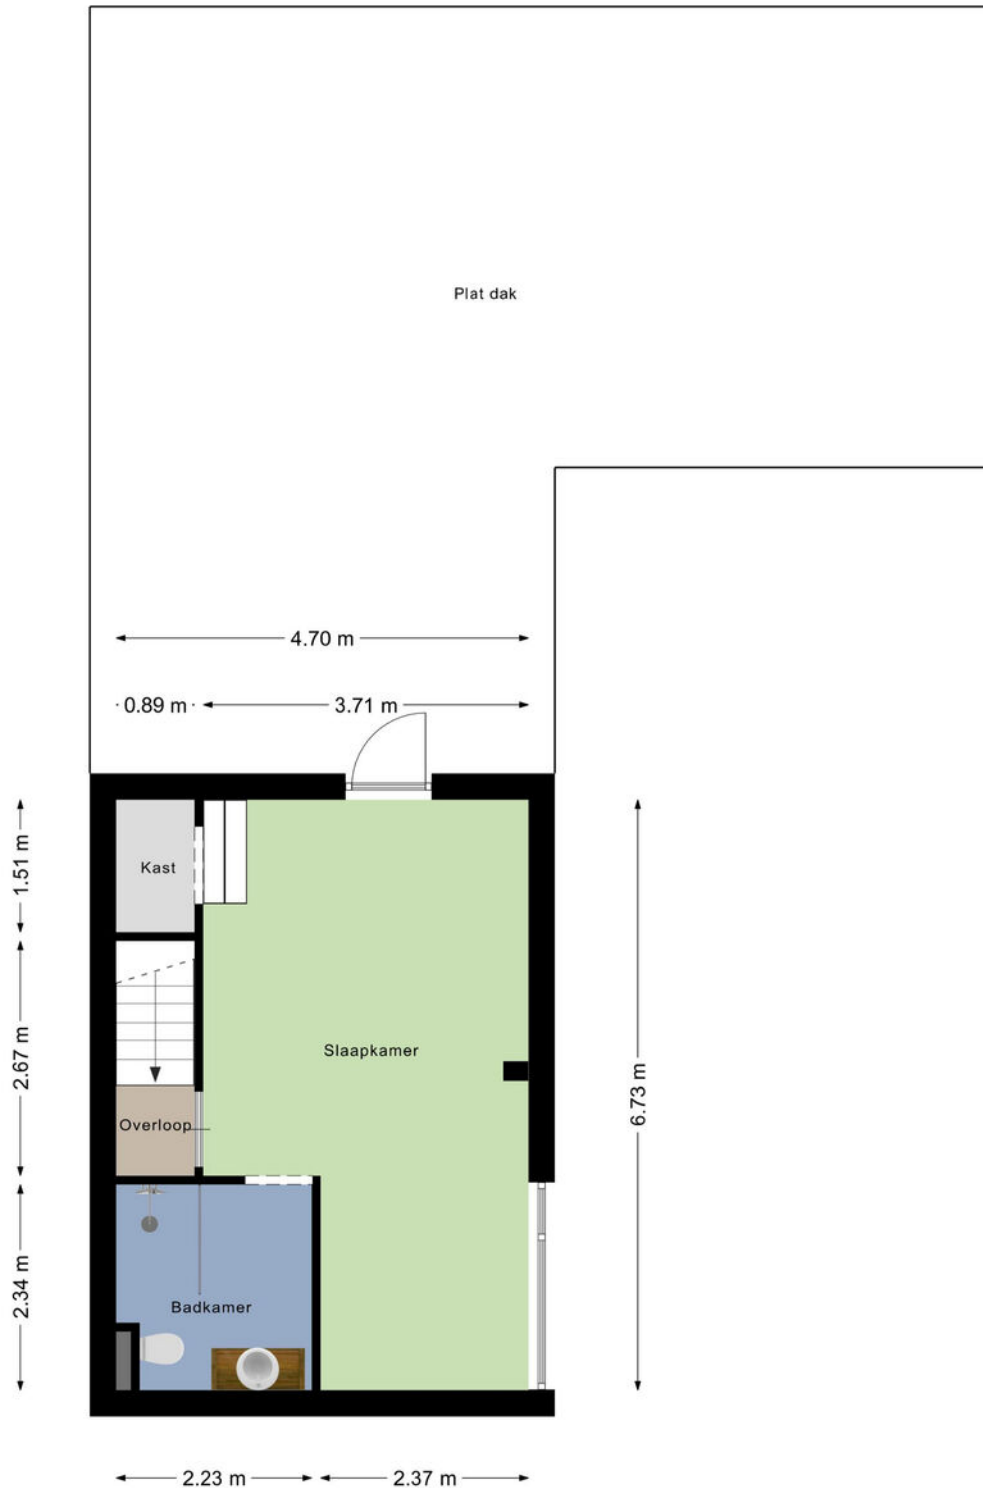 Plat dak
4.70 m
0.89 m
3.71 m
1.51 m
Kast
2.67 m
Slaapkamer
6.73 m
Overloop
2.34 m
Badkamer
2.23 m
2.37 m